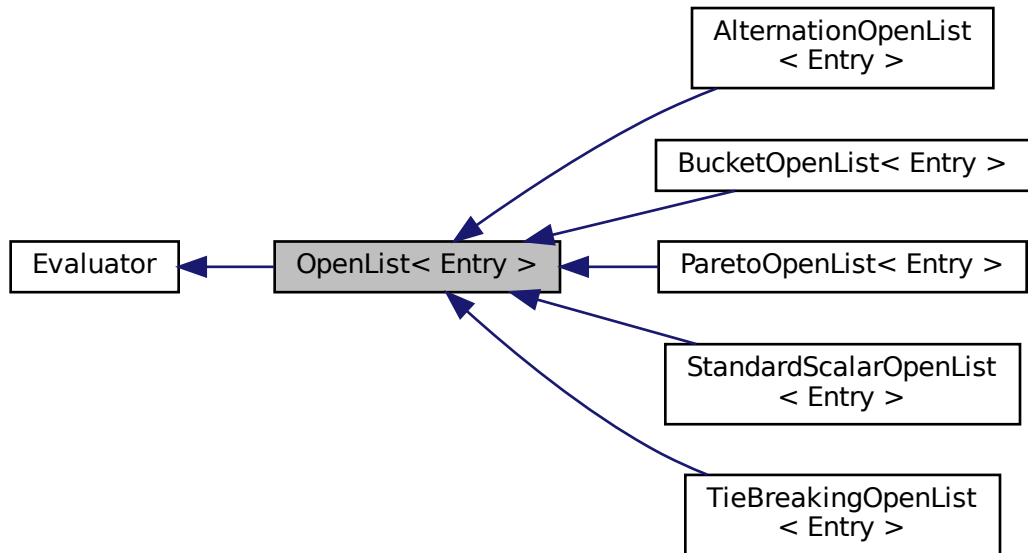 AlternationOpenList
< Entry >
BucketOpenList< Entry >
Evaluator
OpenList< Entry >
ParetoOpenList< Entry >
StandardScalarOpenList
< Entry >
TieBreakingOpenList
< Entry >